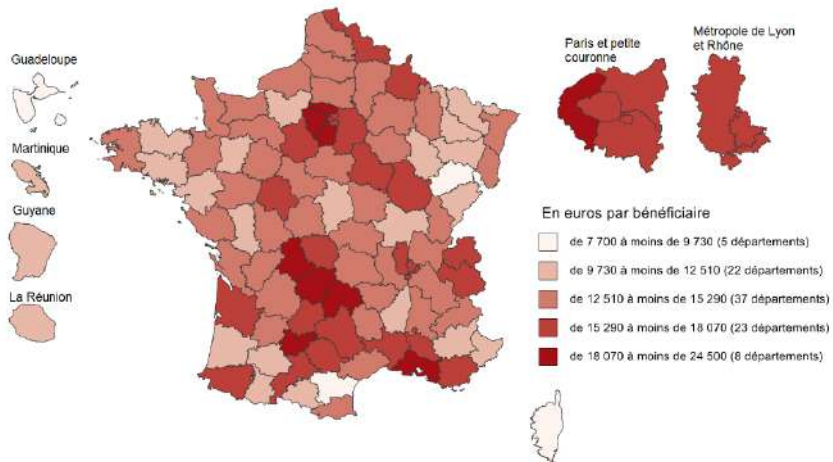 Guadeloupe
Martinique
Guyane
La Réunion
Paris et petite
couronne
Métropole de Lyon
et Rhône
En euros par bénéficiaire
de 7 700 à moins de 9 730 (5 départements)
de 9 730 à moins de 12 510 (22 départements)
de 12 510 à moins de 15 290 (37 départements)
de 15 290 à moins de 18 070 (23 départements)
de 18 070 à moins de 24 500 (8 départements)